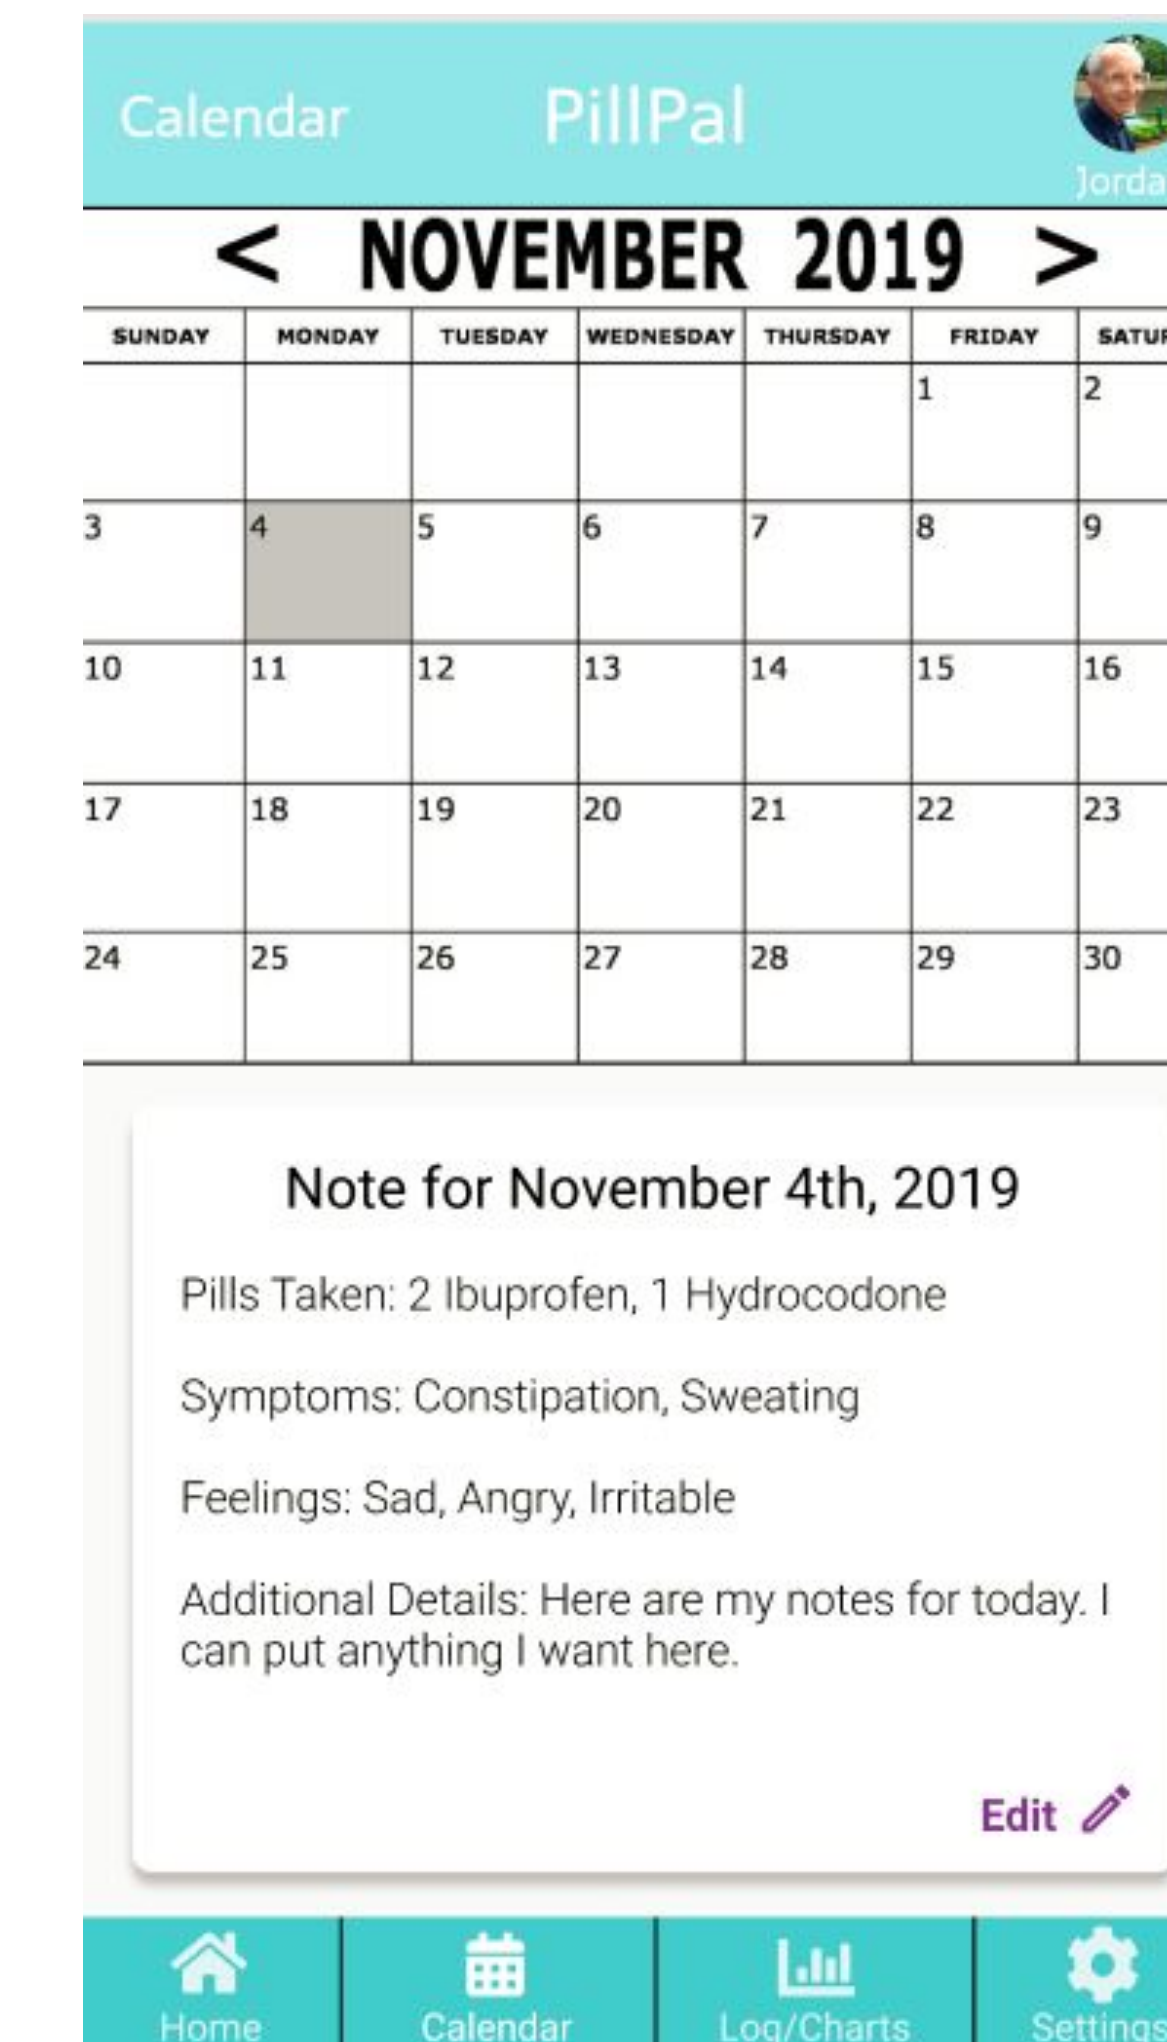 Calendar PillPal
Jorda
< NOVEMBER 2019 >
SUNDAY MONDAY TUESDAY WEDNESDAY THURSDAY FRIDAY SATUR
1 2
3 4 5 6 7 8 9
10 11 12 13 14 15 16
17 18 19 20 21 22 23
24 25 26 27 28 29 30
Note for November 4th, 2019
Pills Taken: 2 Ibuprofen, 1 Hydrocodone
Symptoms: Constipation, Sweating
Feelings: Sad, Angry, Irritable
Additional Details: Here are my notes for today. I
can put anything I want here.
Edit
Home Calendar Log/Charts Settings